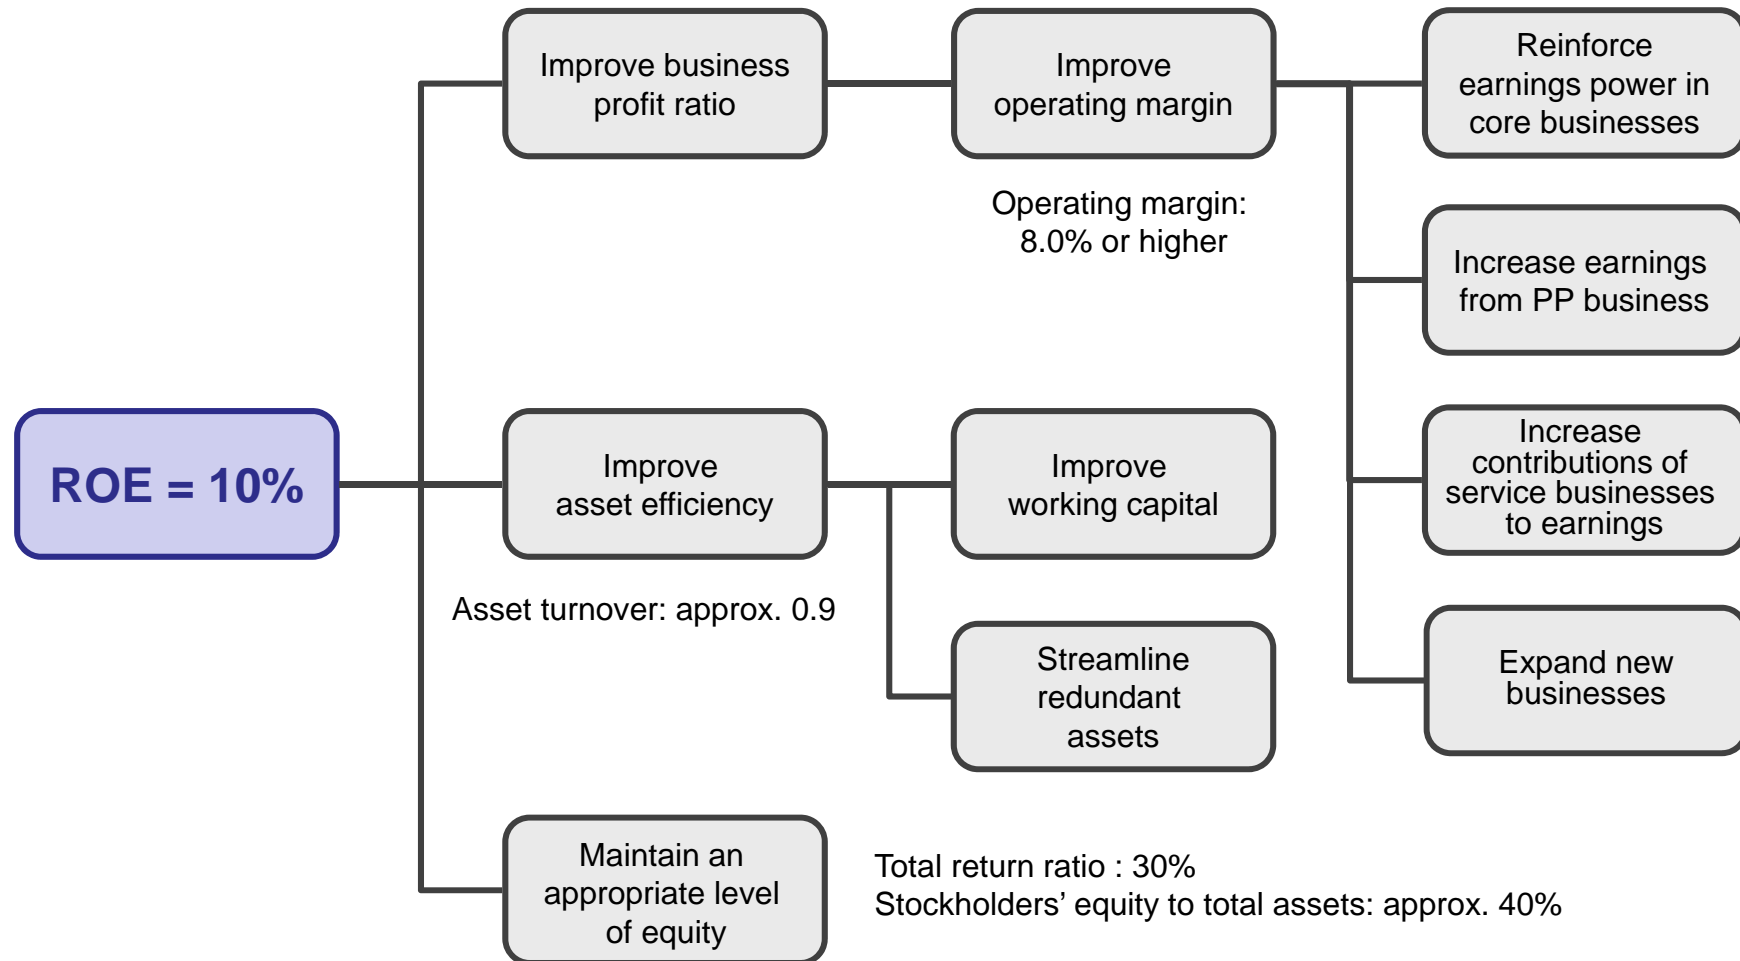 Improve business
profit ratio
Improve
operating margin
Reinforce
earnings power in
core businesses
Operating margin:
8.0% or higher
Increase earnings
from PP business
ROE = 10%
Improve
asset efficiency
Improve
working capital
Increase
contributions of
service businesses
to earnings
Asset turnover: approx. 0.9
Streamline
redundant
assets
Expand new
businesses
Maintain an
appropriate level
of equity
Total return ratio : 30%
Stockholders’ equity to total assets: approx. 40%